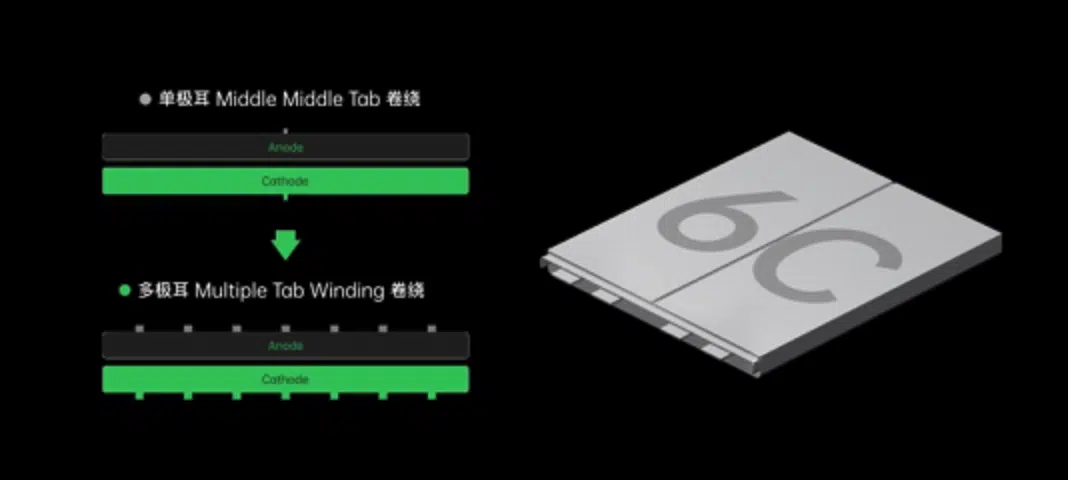 单极耳 Middle Middle Tab 卷绕
Anode
Cathode
多极耳 Multiple Tab Winding 卷绕
Anode
Cathode
6C